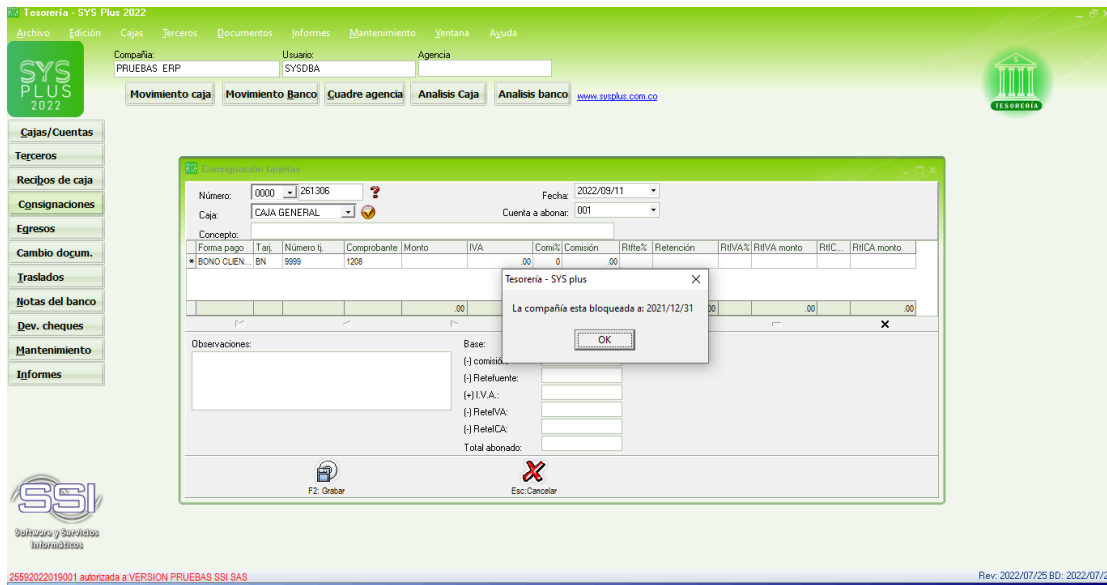 Tesorería - SYS Plus 2022
Archivo Edición Cajas Terceros Documentos Informes Mantenimiento Ventana Ayuda
SYS
PLUS
2022
Compañía: Usuario: Agencia
PRUEBAS ERP SYSDBA
Movimiento caja Movimiento Banco Cuadre agencia Analisis Caja Analisis banco www.sysplus.com.co
TESORERÍA
Cajas/Cuentas
Terceros
Recibos de caja
Consignaciones
Egresos
Cambio docum.
Traslados
Notas del banco
Dev. cheques
Mantenimiento
Informes
Consignación tarjetas
Número: 0000 261306 ? Fecha: 2022/09/11
Caja: CAJA GENERAL Cuenta a abonar: 001
Concepto:
Forma pago Tarj. Número tj. Comprobante Monto IVA Comi% Comisión Rtfte% Retención RtIVA% RtIVA monto RtIC... RtICA monto
* BONO CLIEN... BN 9999 1208 .00 0 .00
.00 00 .00 .00
Tesorería - SYS plus
La compañía esta bloqueada a: 2021/12/31
OK
Observaciones:
Base:
(-) comisión:
(-) Retefuente:
(+) I.V.A.:
(-) ReteIVA:
(-) ReteICA:
Total abonado:
F2: Grabar Esc:Cancelar
SSI
Software y Servicios
Informáticos
25592022019001 autorizada a:VERSION PRUEBAS SSI SAS
Rev: 2022/07/25 BD: 2022/07/2